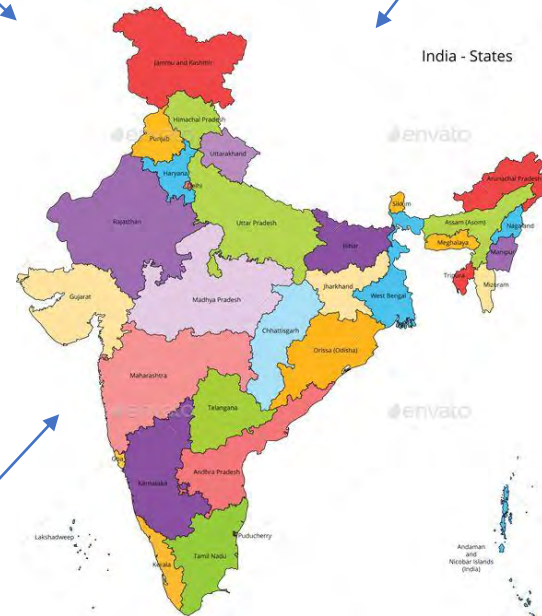 India - States
Jammu and Kashmir
Himachal Pradesh
envato
envato
Punjab
Uttarakhand
Haryana
Delhi
Arunachal Pradesh
Sikkim
Rajasthan
Uttar Pradesh
Assam (Asom)
Nagaland
Bihar
Meghalaya
Manipur
Tripura
Mizoram
Jharkhand
West Bengal
Gujarat
Madhya Pradesh
Chhattisgarh
Orissa (Odisha)
Maharashtra
Telangana
envato
envato
Goa
Andhra Pradesh
Karnataka
Lakshadweep
Puducherry
Tamil Nadu
Kerala
Andaman
and
Nicobar Islands
(India)